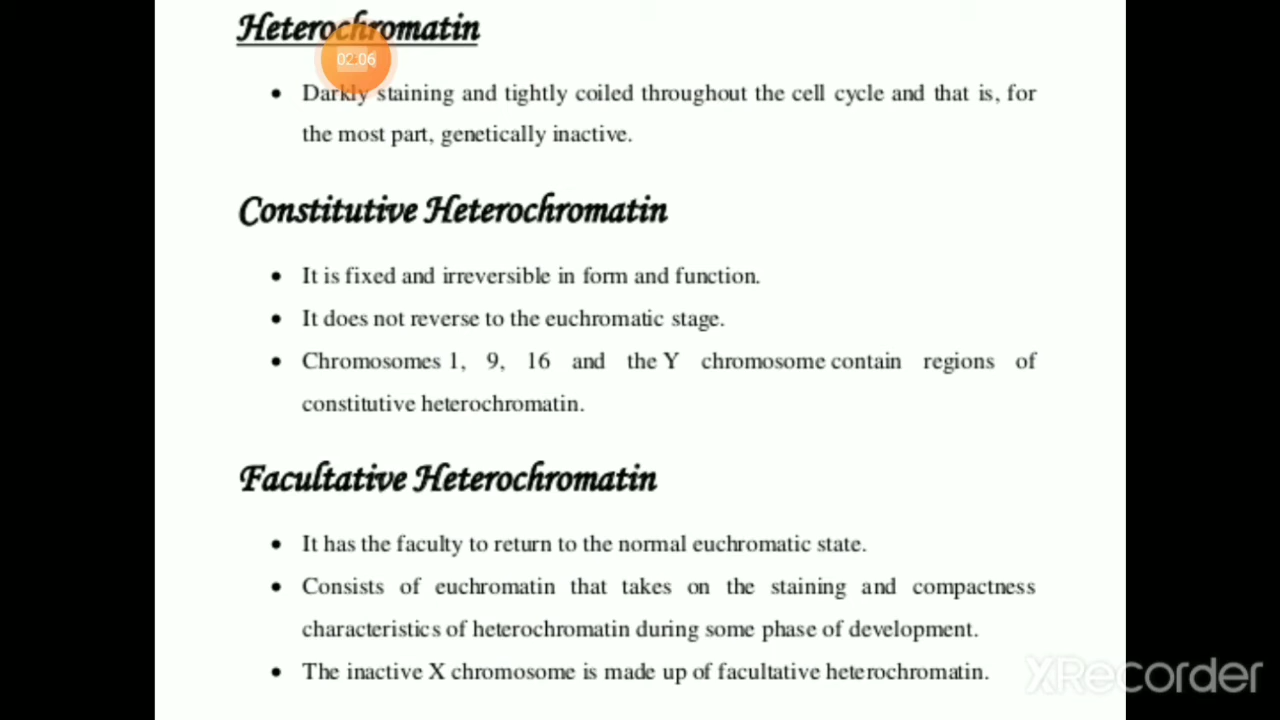 Heterochromatin
02:06
• Darkly staining and tightly coiled throughout the cell cycle and that is, for
the most part, genetically inactive.
Constitutive Heterochromatin
• It is fixed and irreversible in form and function.
• It does not reverse to the euchromatic stage.
• Chromosomes 1, 9, 16 and the Y chromosome contain regions of
constitutive heterochromatin.
Facultative Heterochromatin
• It has the faculty to return to the normal euchromatic state.
• Consists of euchromatin that takes on the staining and compactness
characteristics of heterochromatin during some phase of development.
• The inactive X chromosome is made up of facultative heterochromatin.
XRecorder